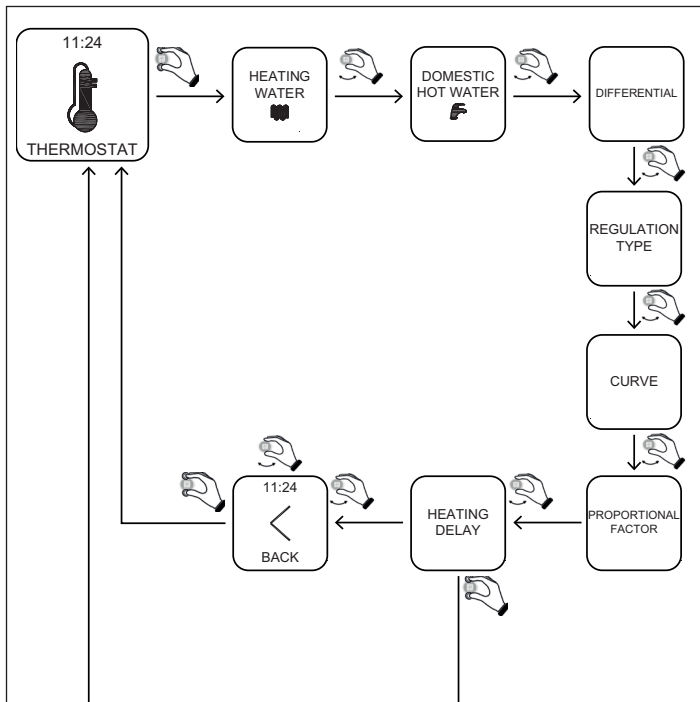 11:24
THERMOSTAT
HEATING
WATER
DOMESTIC
HOT WATER
DIFFERENTIAL
REGULATION
TYPE
CURVE
PROPORTIONAL
FACTOR
HEATING
DELAY
11:24
BACK